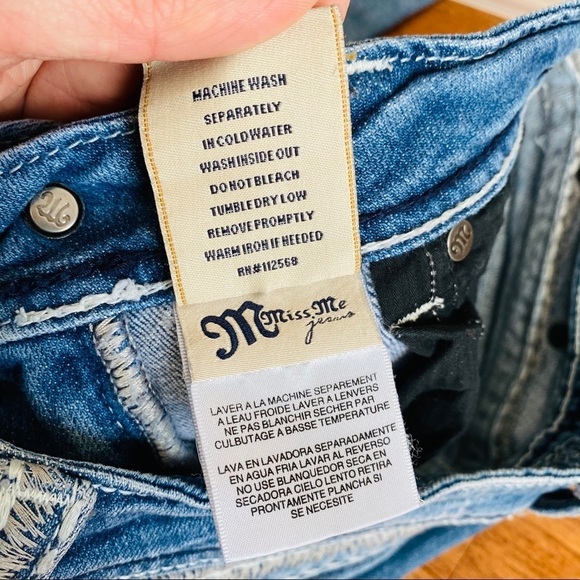 MACHINE WASH
SEPARATELY
IN COLD WATER
WASH INSIDE OUT
DO NOT BLEACH
TUMBLE DRY LOW
REMOVE PROMPTLY
WARM IRON IF NEEDED
RN#112568
M Miss Me
jeans
LAVER A LA MACHINE SEPAREMENT
A LEAU FROIDE LAVER A LENVERS
NE PAS BLANCHIR SECHER PAR
CULBUTAGE A BASSE TEMPERATURE
LAVA EN LAVADORA SEPARADAMENTE
EN AGUA FRIA LAVAR AL REVERSO
NO USE BLANQUEDOR SECA EN
SECADORA CIELO LENTO RETIRA
PRONTAMENTE PLANCHA SI
SE NECESITE